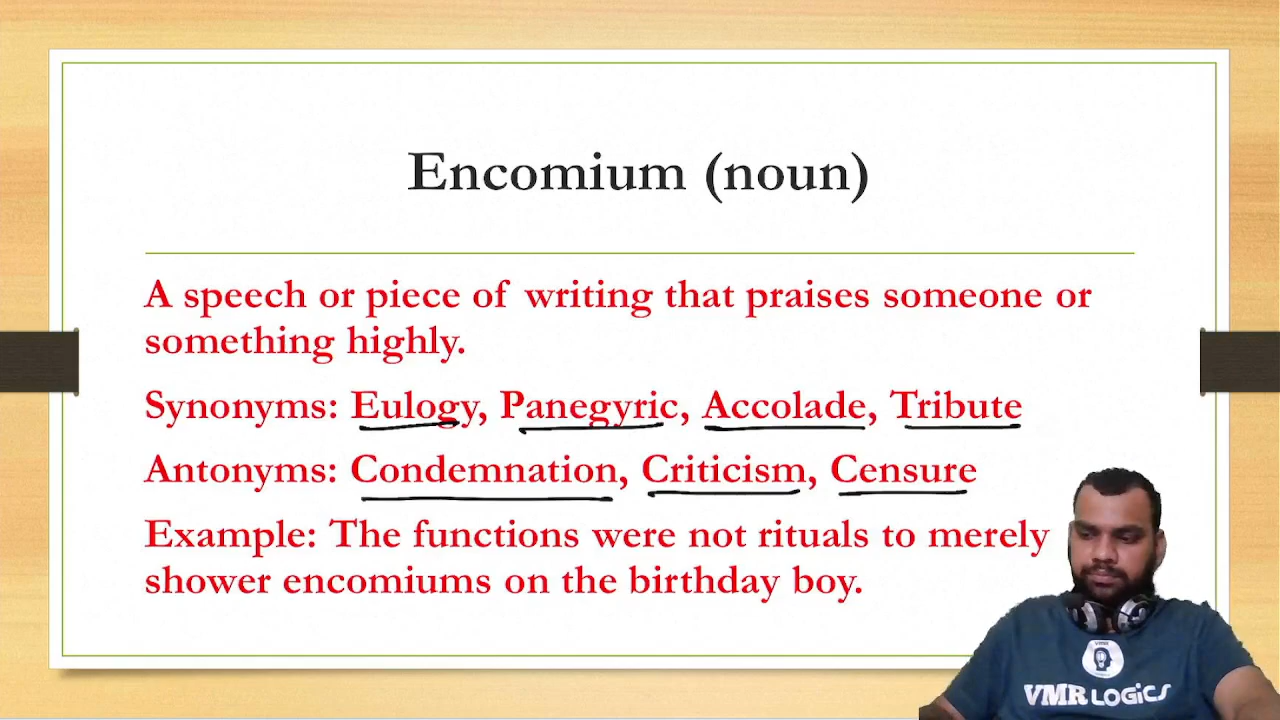 Encomium (noun)
A speech or piece of writing that praises someone or
something highly.
Synonyms: Eulogy, Panegyric, Accolade, Tribute
Antonyms: Condemnation, Criticism, Censure
Example: The functions were not rituals to merely
shower encomiums on the birthday boy.
VMR
VMR LOGICS